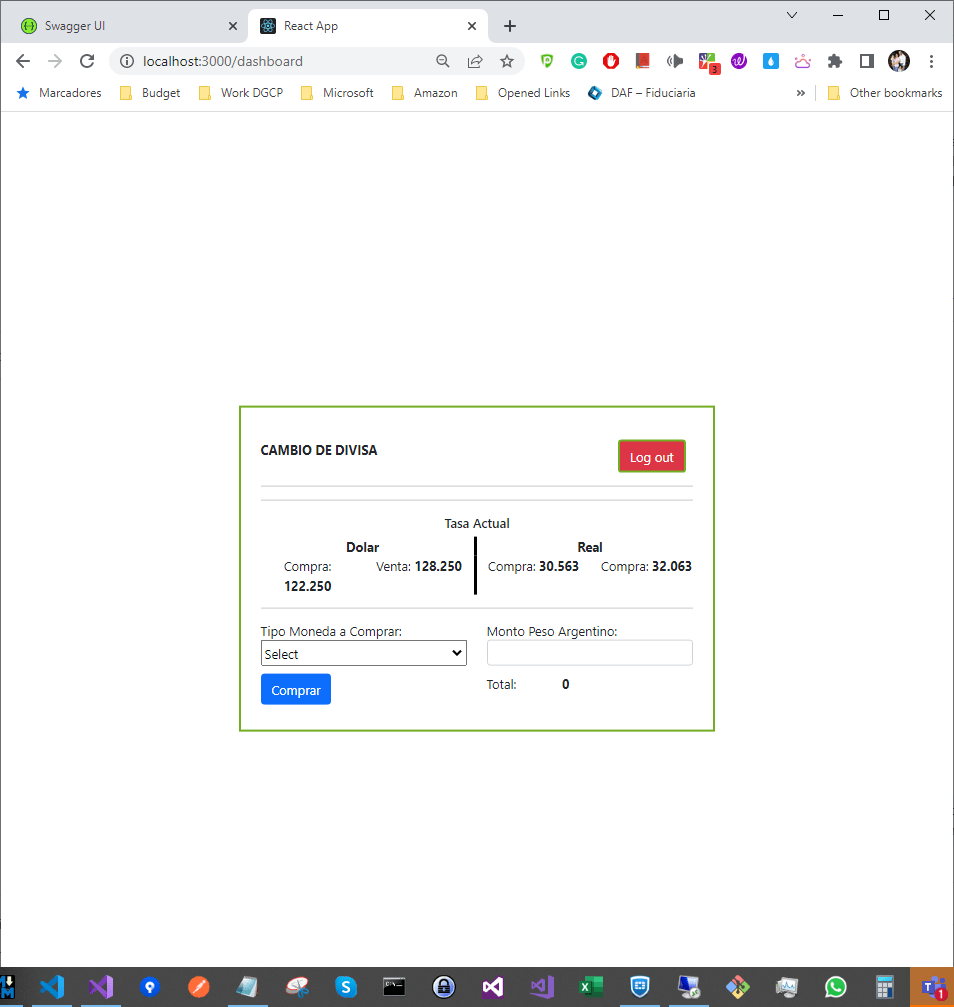 Swagger UI
React App
localhost:3000/dashboard
3
Marcadores
Budget
Work DGCP
Microsoft
Amazon
Opened Links
DAF – Fiduciaria
»
Other bookmarks
CAMBIO DE DIVISA
Log out
Tasa Actual
Dolar
Real
Compra: Venta: 128.250 Compra: 30.563 Compra: 32.063
122.250
Tipo Moneda a Comprar:
Monto Peso Argentino:
Select
Comprar
Total: 0
1